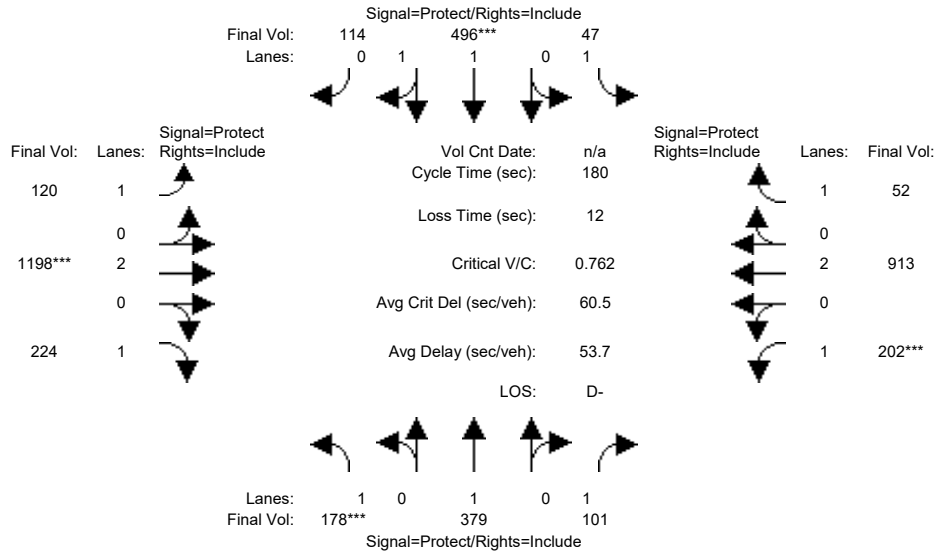 Signal=Protect/Rights=Include
Final Vol: 114 496*** 47
Lanes: 0 1 1 0 1
Signal=Protect
Final Vol: Lanes: Rights=Include
Vol Cnt Date: n/a
Signal=Protect
Rights=Include Lanes: Final Vol:
Cycle Time (sec): 180
120 1
1 52
Loss Time (sec): 12
0
0
1198*** 2
Critical V/C: 0.762
2 913
0
Avg Crit Del (sec/veh): 60.5
0
224 1
Avg Delay (sec/veh): 53.7
1 202***
LOS: D-
Lanes: 1 0 1 0 1
Final Vol: 178*** 379 101
Signal=Protect/Rights=Include